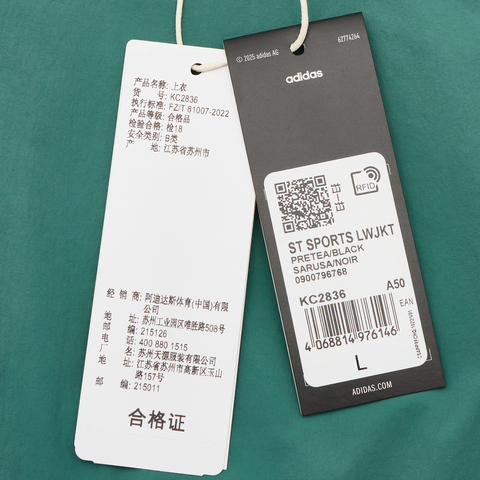 产品名称: 上衣
货 号: KC2836
执行标准: FZ/T 81007-2022
产品等级: 合格品
检验合格: 检18
安全类别: B类
产 地: 江苏省苏州市
经 销 商: 阿迪达斯体育(中国)有限
公司
地 址: 苏州工业园区唯胜路508号
邮 编: 215126
电 话: 400 880 1515
厂 名: 苏州天源服装有限公司
地 址: 江苏省苏州市高新区玉山
路157号
邮 编: 215011
合格证
62774264
© 2025 adidas AG
adidas
RFID
ST SPORTS LWJKT
PRETEA/BLACK
SARUSA/NOIR
0900796768
KC2836 A50
EAN
4 068814 976146
L
ADIDAS.COM